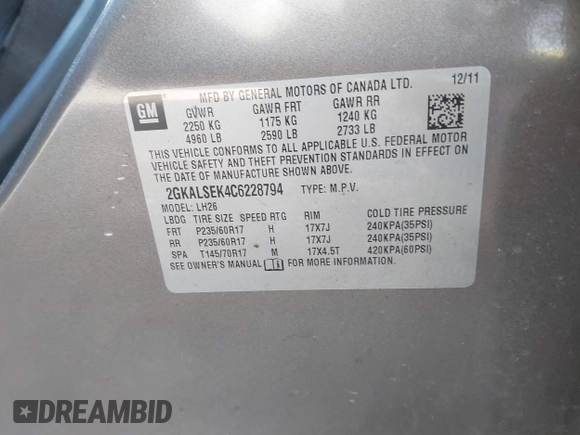 MFD BY GENERAL MOTORS OF CANADA LTD. 12/11
GM
GVWR GAWR FRT GAWR RR
2250 KG 1175 KG 1240 KG
4960 LB 2590 LB 2733 LB
THIS VEHICLE CONFORMS TO ALL APPLICABLE U.S. FEDERAL MOTOR
VEHICLE SAFETY AND THEFT PREVENTION STANDARDS IN EFFECT ON
THE DATE OF MANUFACTURE SHOWN ABOVE.
2GKALSEK4C6228794 TYPE: M.P.V.
MODEL: LH26
LBDG TIRE SIZE SPEED RTG RIM COLD TIRE PRESSURE
FRT P235/60R17 H 17X7J 240KPA(35PSI)
RR P235/60R17 H 17X7J 240KPA(35PSI)
SPA T145/70R17 M 17X4.5T 420KPA(60PSI)
SEE OWNER'S MANUAL FOR MORE INFORMATION.
DREAMBID